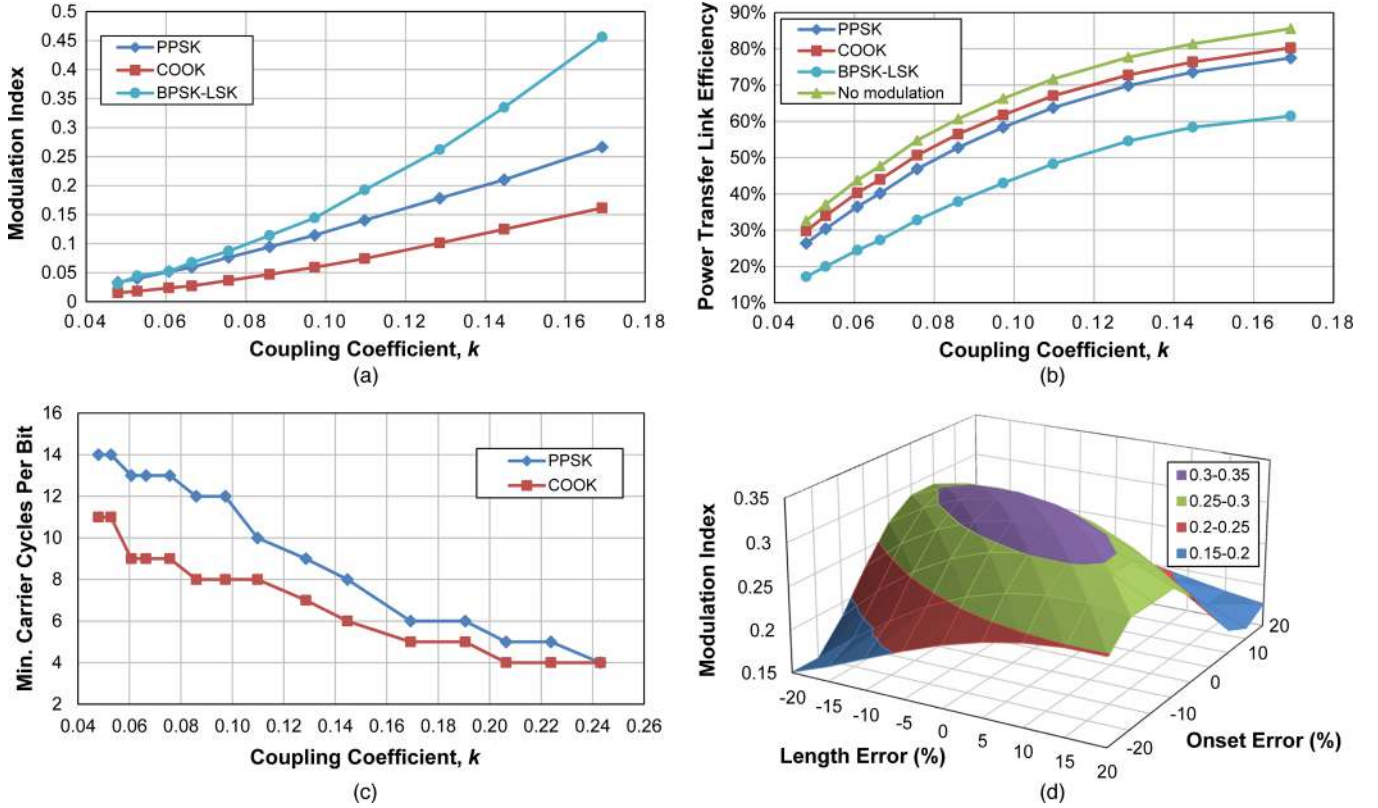 0.5
0.45
0.4
0.35
0.3
0.25
0.2
0.15
0.1
0.05
0
Modulation Index
PPSK
COOK
BPSK-LSK
0.04 0.06 0.08 0.10 0.12 0.14 0.16 0.18
Coupling Coefficient, k
(a)
90%
80%
70%
60%
50%
40%
30%
20%
10%
Power Transfer Link Efficiency
PPSK
COOK
BPSK-LSK
No modulation
0.04 0.06 0.08 0.10 0.12 0.14 0.16 0.18
Coupling Coefficient, k
(b)
16
14
12
10
8
6
4
2
Min. Carrier Cycles Per Bit
PPSK
COOK
0.04 0.06 0.08 0.10 0.12 0.14 0.16 0.18 0.20 0.22 0.24 0.26
Coupling Coefficient, k
(c)
0.35
0.3
0.25
0.2
0.15
Modulation Index
0.3-0.35
0.25-0.3
0.2-0.25
0.15-0.2
-20 -15 -10 -5 0 5 10 15 20
Length Error (%)
20
10
0
-10
-20
Onset Error (%)
(d)